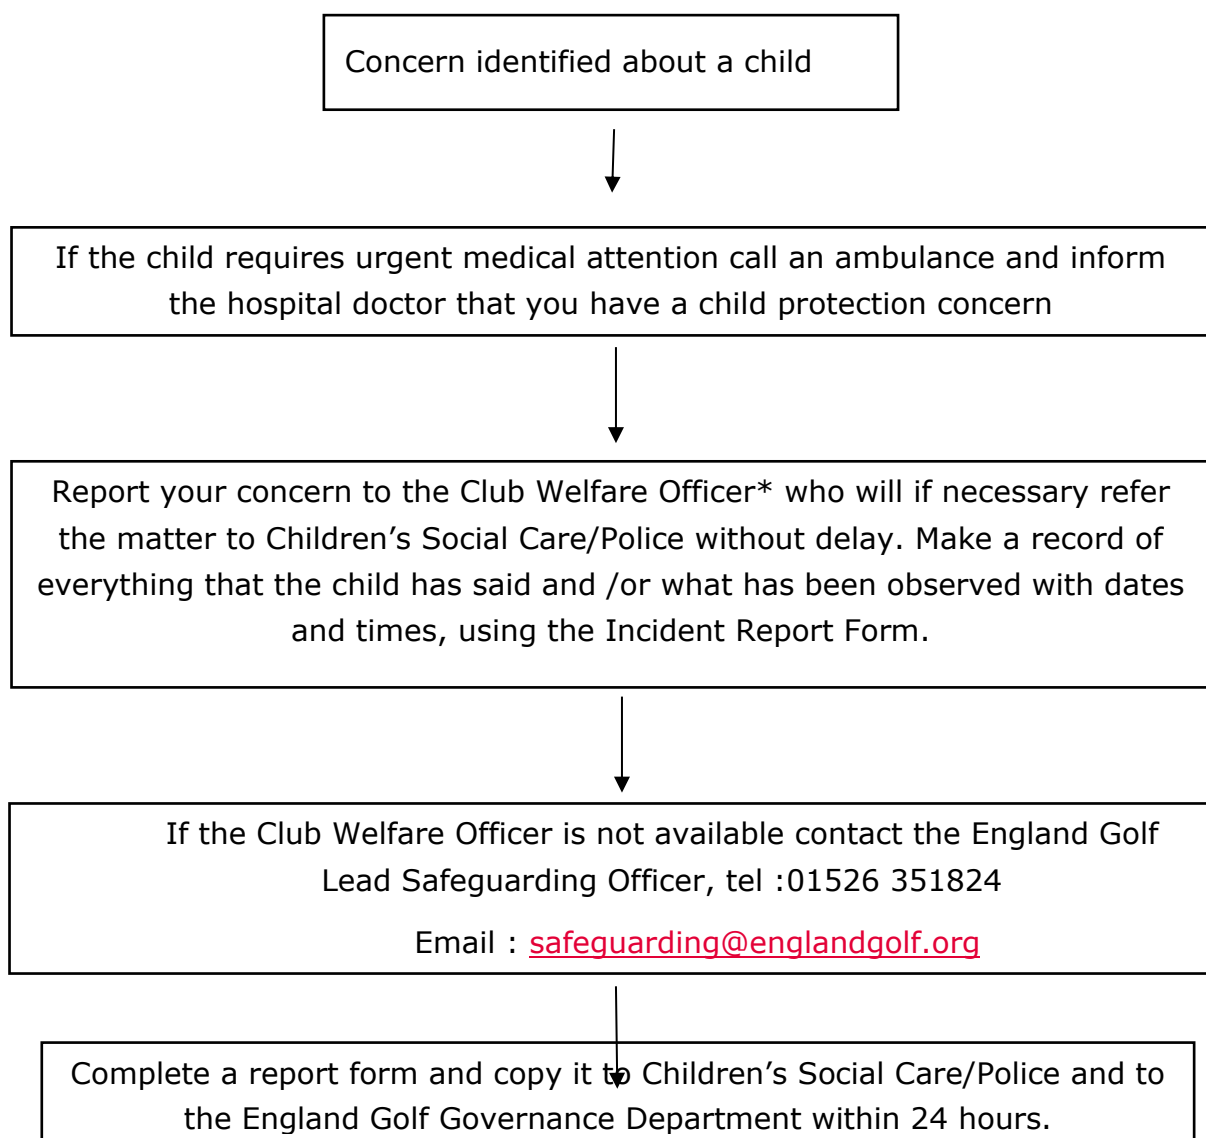 Concern identified about a child
If the child requires urgent medical attention call an ambulance and inform
the hospital doctor that you have a child protection concern
Report your concern to the Club Welfare Officer* who will if necessary refer
the matter to Children’s Social Care/Police without delay. Make a record of
everything that the child has said and /or what has been observed with dates
and times, using the Incident Report Form.
If the Club Welfare Officer is not available contact the England Golf
Lead Safeguarding Officer, tel :01526 351824
Email : safeguarding@englandgolf.org
Complete a report form and copy it to Children’s Social Care/Police and to
the England Golf Governance Department within 24 hours.